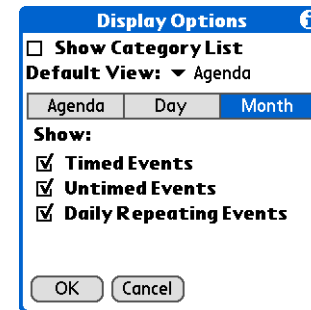 Display Options i
Show Category List
Default View: Agenda
Agenda Day Month
Show:
Timed Events
Untimed Events
Daily Repeating Events
OK Cancel